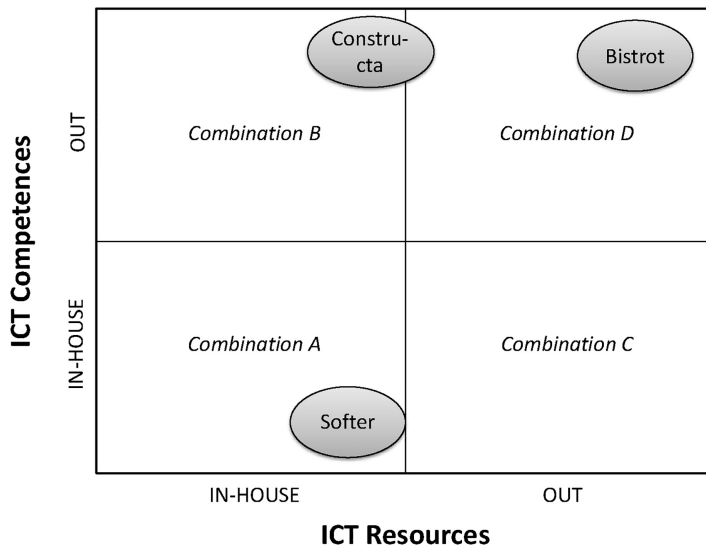 Constru-
cta
Bistrot
Combination B
Combination D
OUT
ICT Competences
IN-HOUSE
Combination A
Combination C
Softer
IN-HOUSE
OUT
ICT Resources